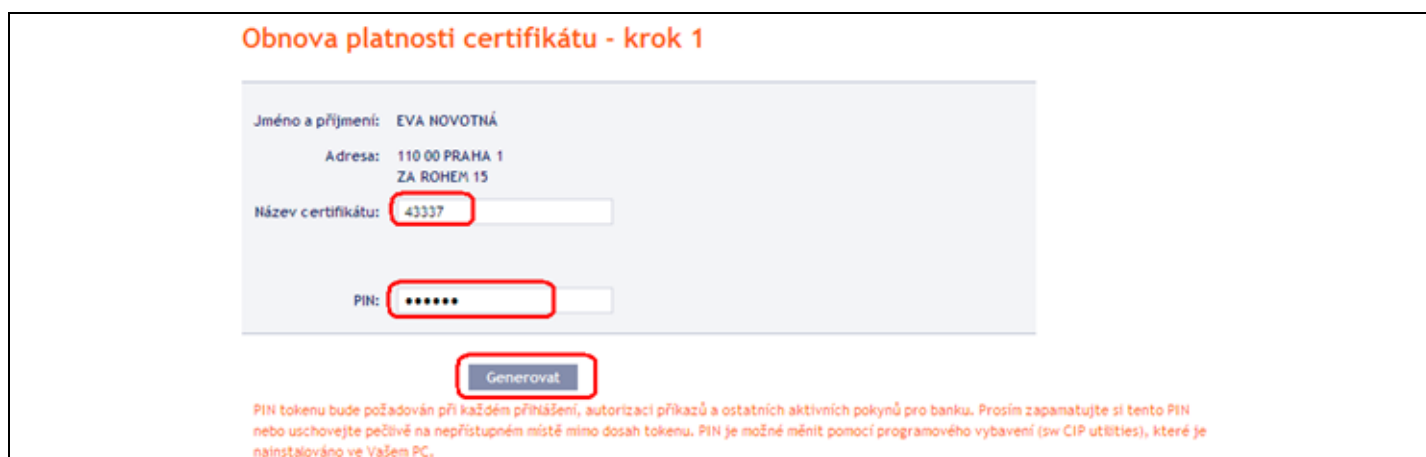 Obnova platnosti certifikátu - krok 1
Jméno a příjmení: EVA NOVOTNÁ
Adresa: 110 00 PRAHA 1
ZA ROHEM 15
Název certifikátu: 43337
PIN: ••••••
Generovat
PIN tokenu bude požadován při každém přihlášení, autorizaci příkazů a ostatních aktivních pokynů pro banku. Prosím zapamatujte si tento PIN
nebo uschovejte pečlivě na nepřístupném místě mimo dosah tokenu. PIN je možné měnit pomocí programového vybavení (sw CIP utilities), které je
nainstalováno ve Vašem PC.